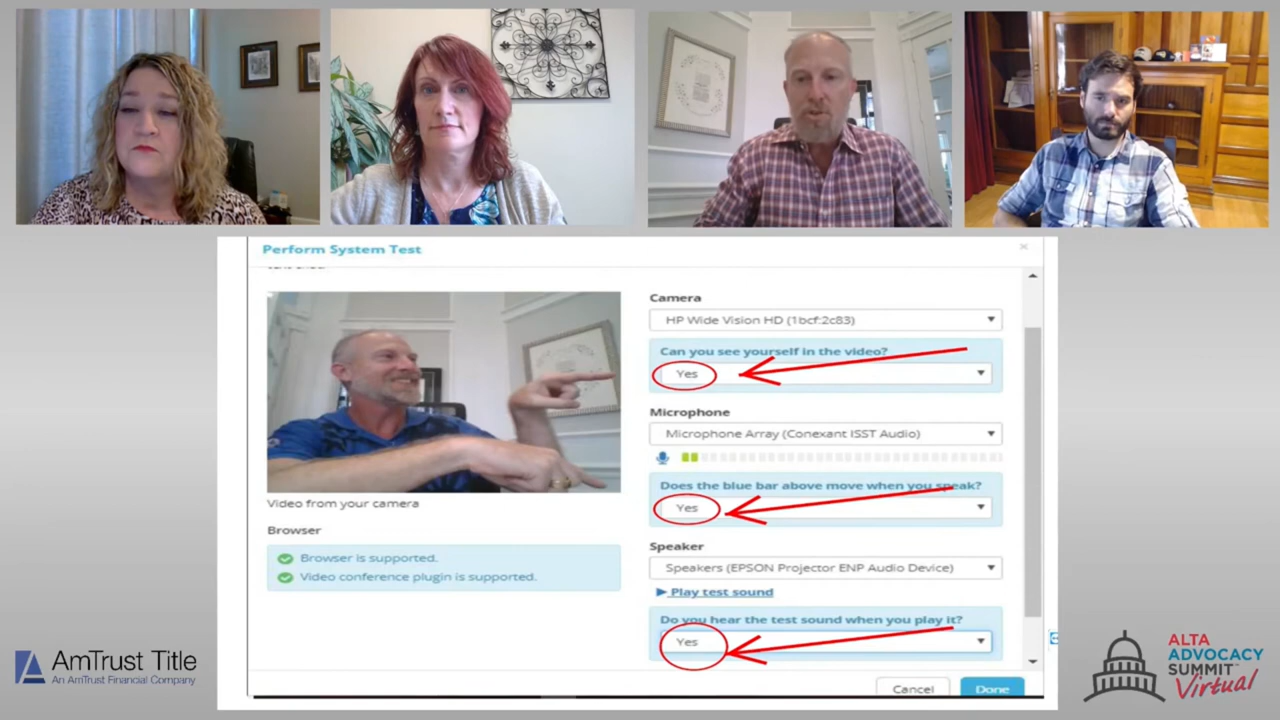 Perform System Test
Camera
HP Wide Vision HD (1bcf:2c83)
Can you see yourself in the video?
Yes
Microphone
Microphone Array (Conexant ISST Audio)
Does the blue bar above move when you speak?
Yes
Video from your camera
Browser
Browser is supported.
Video conference plugin is supported.
Speaker
Speakers (EPSON Projector ENP Audio Device)
Play test sound
Do you hear the test sound when you play it?
Yes
Cancel
Done
AmTrust Title
An AmTrust Financial Company
ALTA
ADVOCACY
SUMMIT™
Virtual